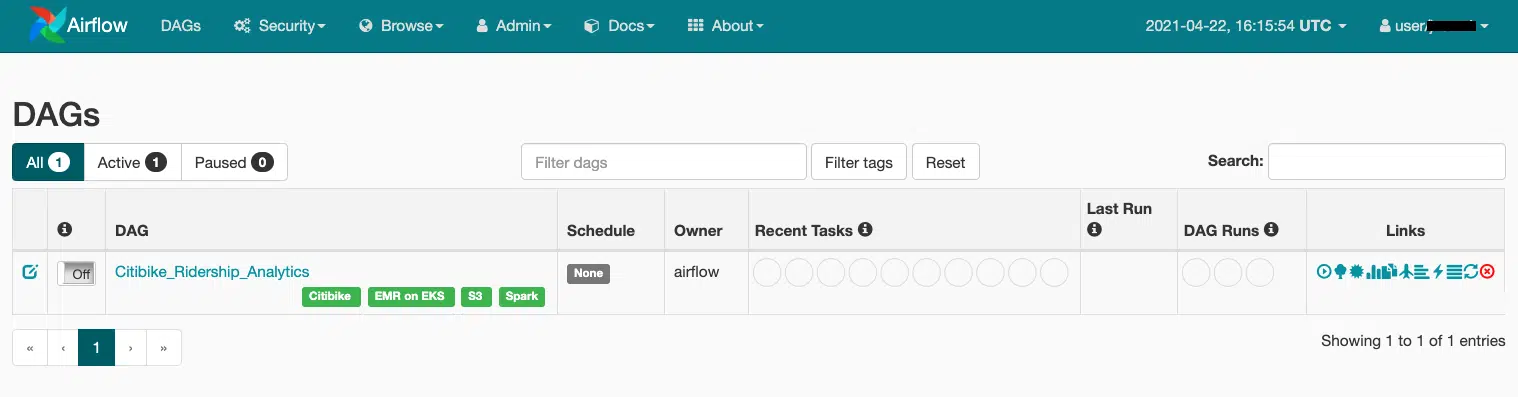 Airflow DAGs Security Browse Admin Docs About 2021-04-22, 16:15:54 UTC user/
DAGs
All 1 Active 1 Paused 0 Filter dags Filter tags Reset Search:
DAG Schedule Owner Recent Tasks Last Run DAG Runs Links
Off Citibike_Ridership_Analytics None airflow
Citibike EMR on EKS S3 Spark
« ‹ 1 › » Showing 1 to 1 of 1 entries